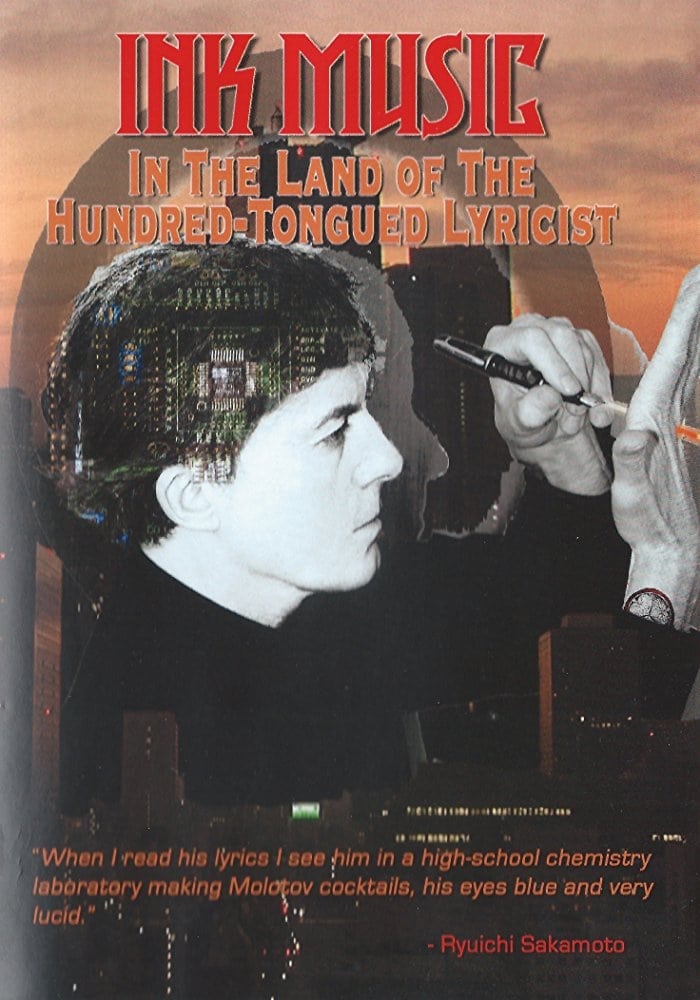 INK MUSIC
IN THE LAND OF THE
HUNDRED-TONGUED LYRICIST
"When I read his lyrics I see him in a high-school chemistry
laboratory making Molotov cocktails, his eyes blue and very
lucid."
- Ryuichi Sakamoto